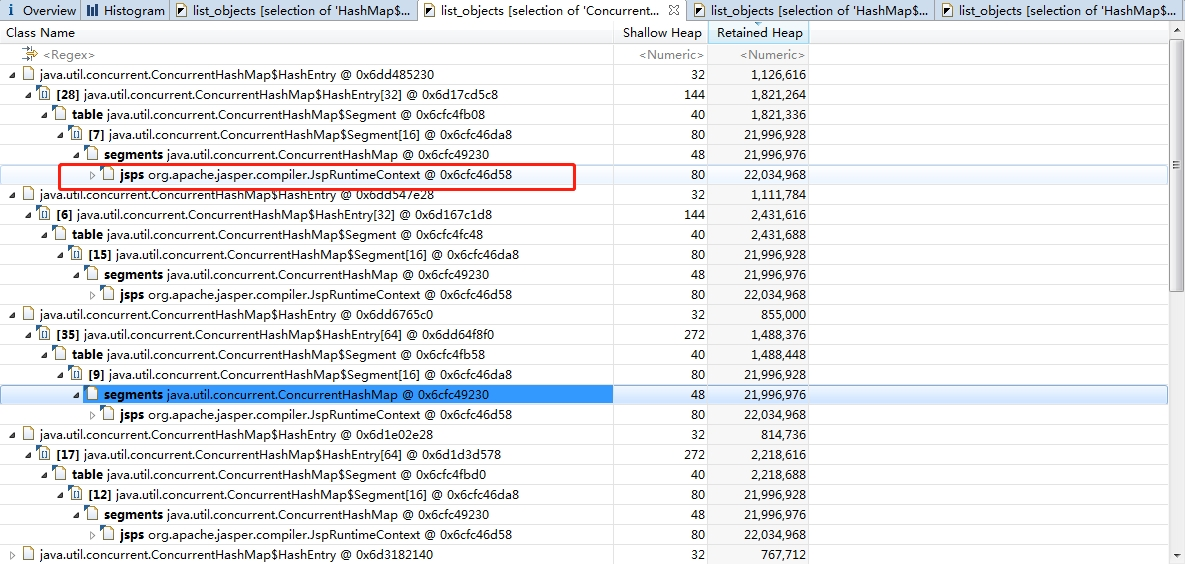 i Overview Histogram list_objects [selection of 'HashMap$... list_objects [selection of 'Concurrent... list_objects [selection of 'HashMap$... list_objects [selection of 'HashMap$...
Class Name Shallow Heap Retained Heap
<Regex> <Numeric> <Numeric>
java.util.concurrent.ConcurrentHashMap$HashEntry @ 0x6dd485230 32 1,126,616
[28] java.util.concurrent.ConcurrentHashMap$HashEntry[32] @ 0x6d17cd5c8 144 1,821,264
table java.util.concurrent.ConcurrentHashMap$Segment @ 0x6cfc4fb08 40 1,821,336
[7] java.util.concurrent.ConcurrentHashMap$Segment[16] @ 0x6cfc46da8 80 21,996,928
segments java.util.concurrent.ConcurrentHashMap @ 0x6cfc49230 48 21,996,976
jsps org.apache.jasper.compiler.JspRuntimeContext @ 0x6cfc46d58 80 22,034,968
java.util.concurrent.ConcurrentHashMap$HashEntry @ 0x6dd547e28 32 1,111,784
[6] java.util.concurrent.ConcurrentHashMap$HashEntry[32] @ 0x6d167c1d8 144 2,431,616
table java.util.concurrent.ConcurrentHashMap$Segment @ 0x6cfc4fc48 40 2,431,688
[15] java.util.concurrent.ConcurrentHashMap$Segment[16] @ 0x6cfc46da8 80 21,996,928
segments java.util.concurrent.ConcurrentHashMap @ 0x6cfc49230 48 21,996,976
jsps org.apache.jasper.compiler.JspRuntimeContext @ 0x6cfc46d58 80 22,034,968
java.util.concurrent.ConcurrentHashMap$HashEntry @ 0x6dd6765c0 32 855,000
[35] java.util.concurrent.ConcurrentHashMap$HashEntry[64] @ 0x6dd64f8f0 272 1,488,376
table java.util.concurrent.ConcurrentHashMap$Segment @ 0x6cfc4fb58 40 1,488,448
[9] java.util.concurrent.ConcurrentHashMap$Segment[16] @ 0x6cfc46da8 80 21,996,928
segments java.util.concurrent.ConcurrentHashMap @ 0x6cfc49230 48 21,996,976
jsps org.apache.jasper.compiler.JspRuntimeContext @ 0x6cfc46d58 80 22,034,968
java.util.concurrent.ConcurrentHashMap$HashEntry @ 0x6d1e02e28 32 814,736
[17] java.util.concurrent.ConcurrentHashMap$HashEntry[64] @ 0x6d1d3d578 272 2,218,616
table java.util.concurrent.ConcurrentHashMap$Segment @ 0x6cfc4fbd0 40 2,218,688
[12] java.util.concurrent.ConcurrentHashMap$Segment[16] @ 0x6cfc46da8 80 21,996,928
segments java.util.concurrent.ConcurrentHashMap @ 0x6cfc49230 48 21,996,976
jsps org.apache.jasper.compiler.JspRuntimeContext @ 0x6cfc46d58 80 22,034,968
java.util.concurrent.ConcurrentHashMap$HashEntry @ 0x6d3182140 32 767,712